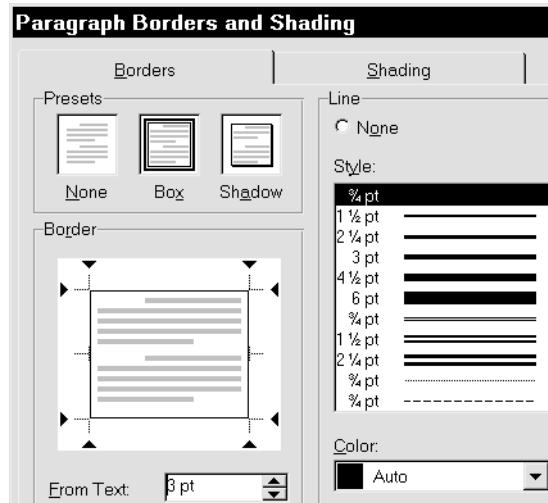 Paragraph Borders and Shading
Borders
Shading
Presets
None
Box
Shadow
Border
From Text:
3 pt
Line
None
Style:
¾ pt
1 ½ pt
2 ¼ pt
3 pt
4 ½ pt
6 pt
¾ pt
1 ½ pt
2 ¼ pt
¾ pt
¾ pt
Color:
Auto